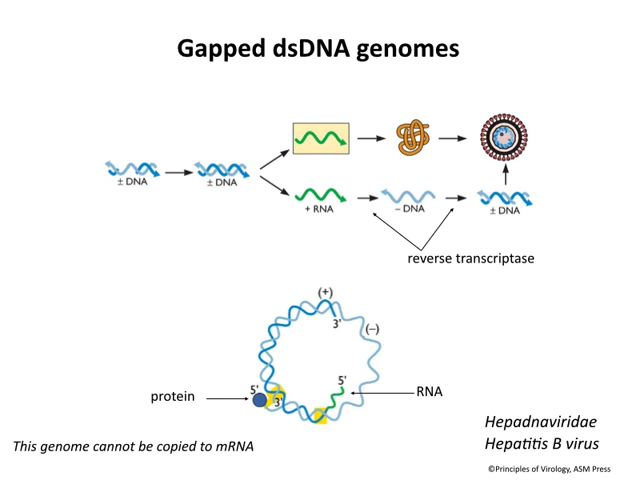 Gapped dsDNA genomes
± DNA
± DNA
+ RNA
− DNA
± DNA
reverse transcriptase
(+)
3'
(−)
5'
RNA
5'
3'
protein
Hepadnaviridae
Hepatitis B virus
This genome cannot be copied to mRNA
©Principles of Virology, ASM Press